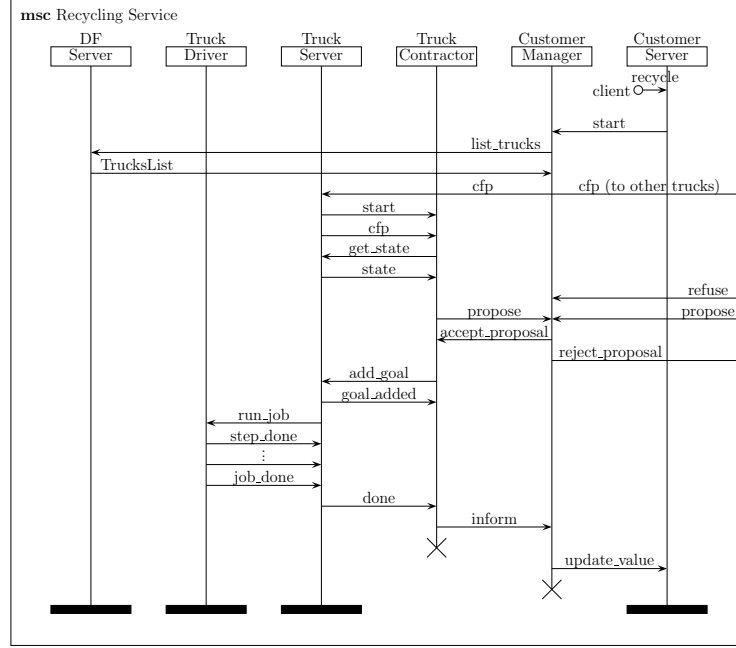 msc Recycling Service
DF Server
Truck Driver
Truck Server
Truck Contractor
Customer Manager
Customer Server
recycle
client
start
list_trucks
TrucksList
cfp
cfp (to other trucks)
start
cfp
get_state
state
refuse
propose
propose
accept_proposal
reject_proposal
add_goal
goal_added
run_job
step_done
⋮
job_done
done
inform
update_value